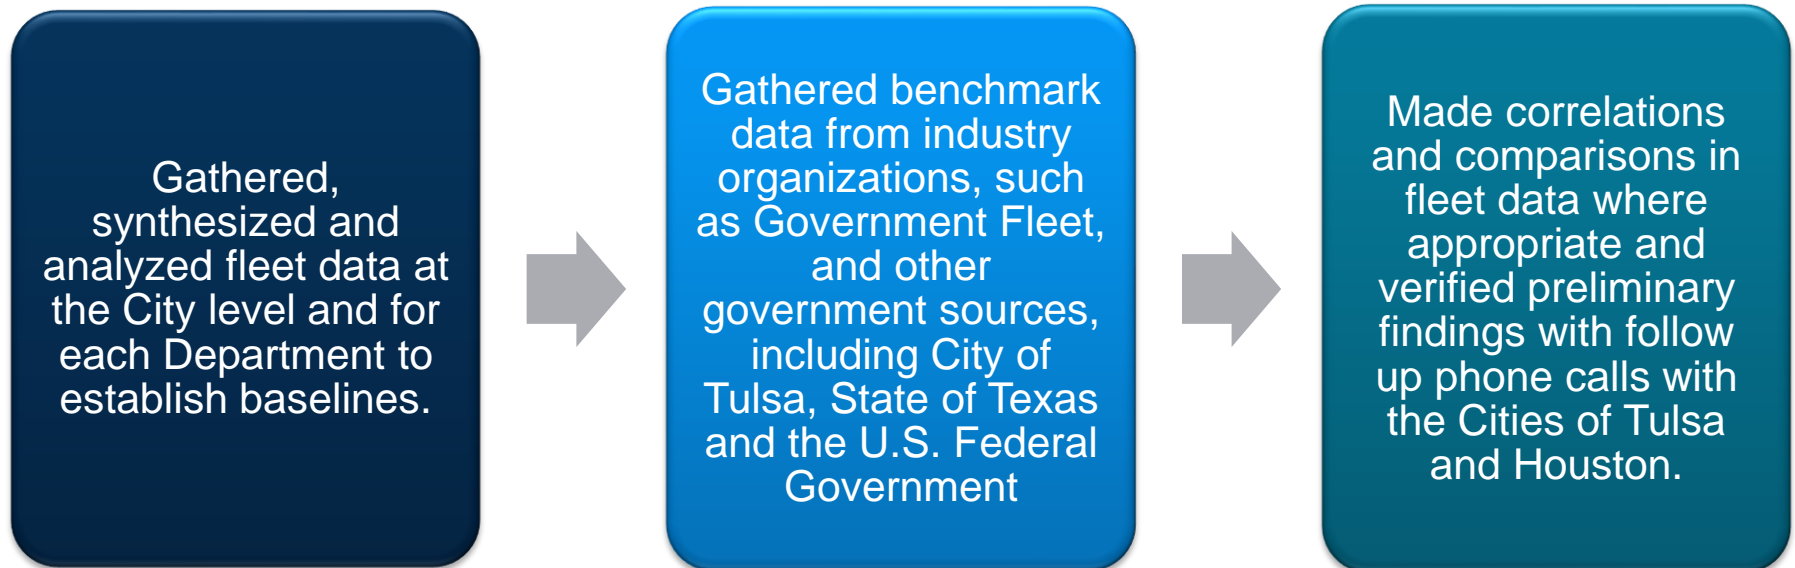 Gathered,
synthesized and
analyzed fleet data at
the City level and for
each Department to
establish baselines.
Gathered benchmark
data from industry
organizations, such
as Government Fleet,
and other
government sources,
including City of
Tulsa, State of Texas
and the U.S. Federal
Government
Made correlations
and comparisons in
fleet data where
appropriate and
verified preliminary
findings with follow
up phone calls with
the Cities of Tulsa
and Houston.